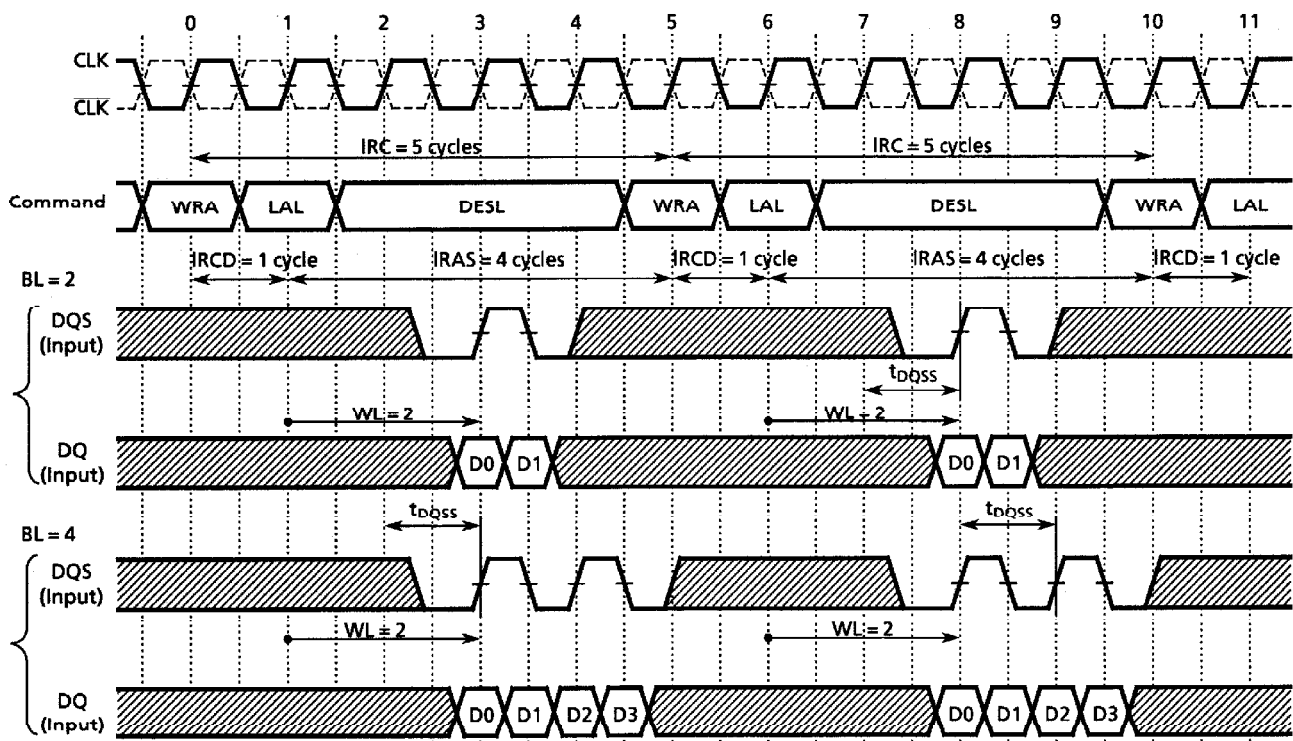 0 1 2 3 4 5 6 7 8 9 10 11
CLK
CLK
IRC = 5 cycles IRC = 5 cycles
Command WRA LAL DESL WRA LAL DESL WRA LAL
IRCD = 1 cycle IRAS = 4 cycles IRCD = 1 cycle IRAS = 4 cycles IRCD = 1 cycle
BL = 2
DQS
(Input)
tDQSS
WL = 2 WL = 2
DQ
(Input)
D0 D1 D0 D1
tDQSS tDQSS
BL = 4
DQS
(Input)
WL = 2 WL = 2
DQ
(Input)
D0 D1 D2 D3 D0 D1 D2 D3